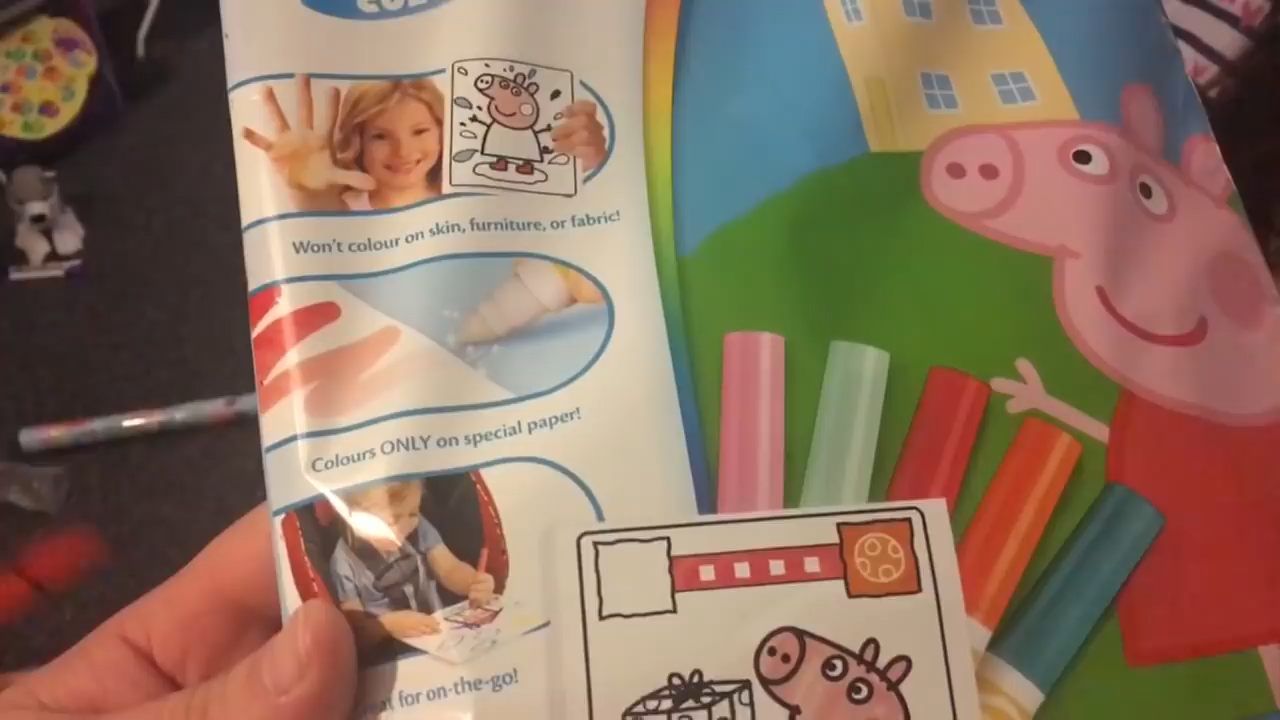 Won't colour on skin, furniture, or fabric!
Colours ONLY on special paper!
for on-the-go!